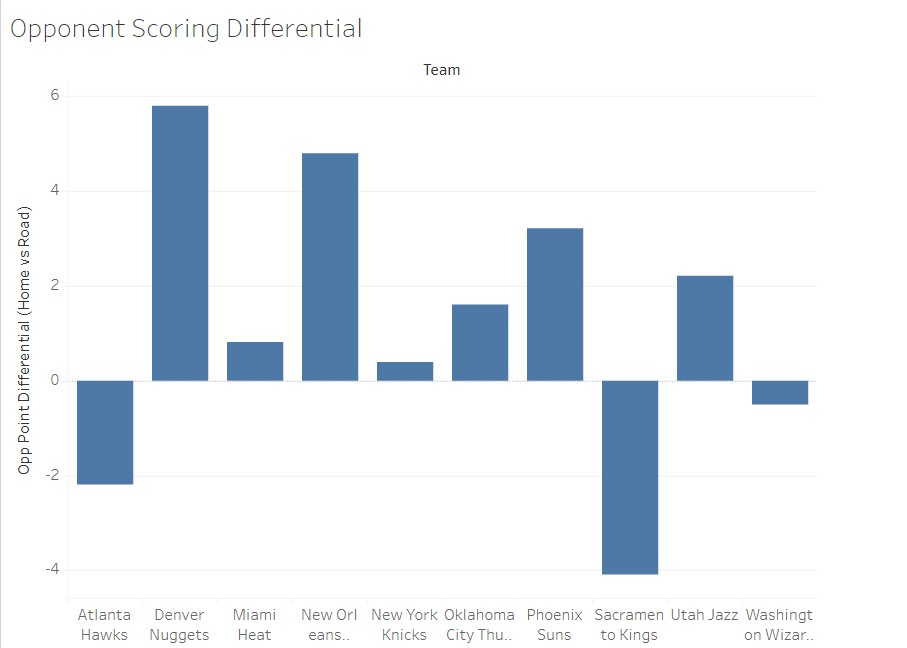 Opponent Scoring Differential
Team
Opp Point Differential (Home vs Road)
6
4
2
0
-2
-4
Atlanta
Hawks
Denver
Nuggets
Miami
Heat
New Orl
eans..
New York
Knicks
Oklahoma
City Thu..
Phoenix
Suns
Sacramen
to Kings
Utah Jazz
Washingt
on Wizar..